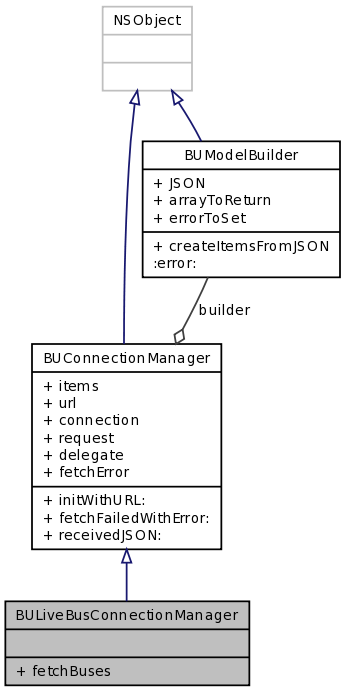 NSObject
BUModelBuilder
+ JSON
+ arrayToReturn
+ errorToSet
+ createItemsFromJSON
:error:
builder
BUConnectionManager
+ items
+ url
+ connection
+ request
+ delegate
+ fetchError
+ initWithURL:
+ fetchFailedWithError:
+ receivedJSON:
BULiveBusConnectionManager
+ fetchBuses